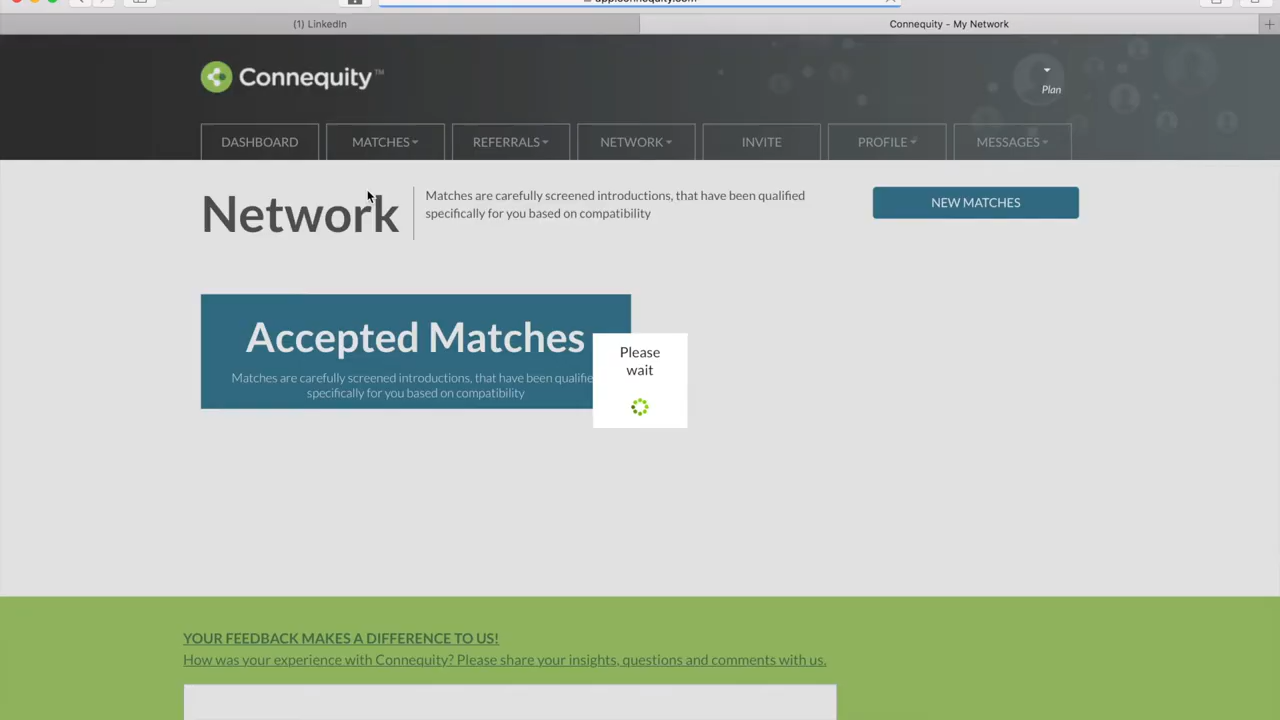 app.connequity.com
(1) LinkedIn
Connequity - My Network
Connequity™
Plan
DASHBOARD
MATCHES
REFERRALS
NETWORK
INVITE
PROFILE
MESSAGES
Network
Matches are carefully screened introductions, that have been qualified
specifically for you based on compatibility
NEW MATCHES
Accepted Matches
Matches are carefully screened introductions, that have been qualifie
specifically for you based on compatibility
Please
wait
YOUR FEEDBACK MAKES A DIFFERENCE TO US!
How was your experience with Connequity? Please share your insights, questions and comments with us.